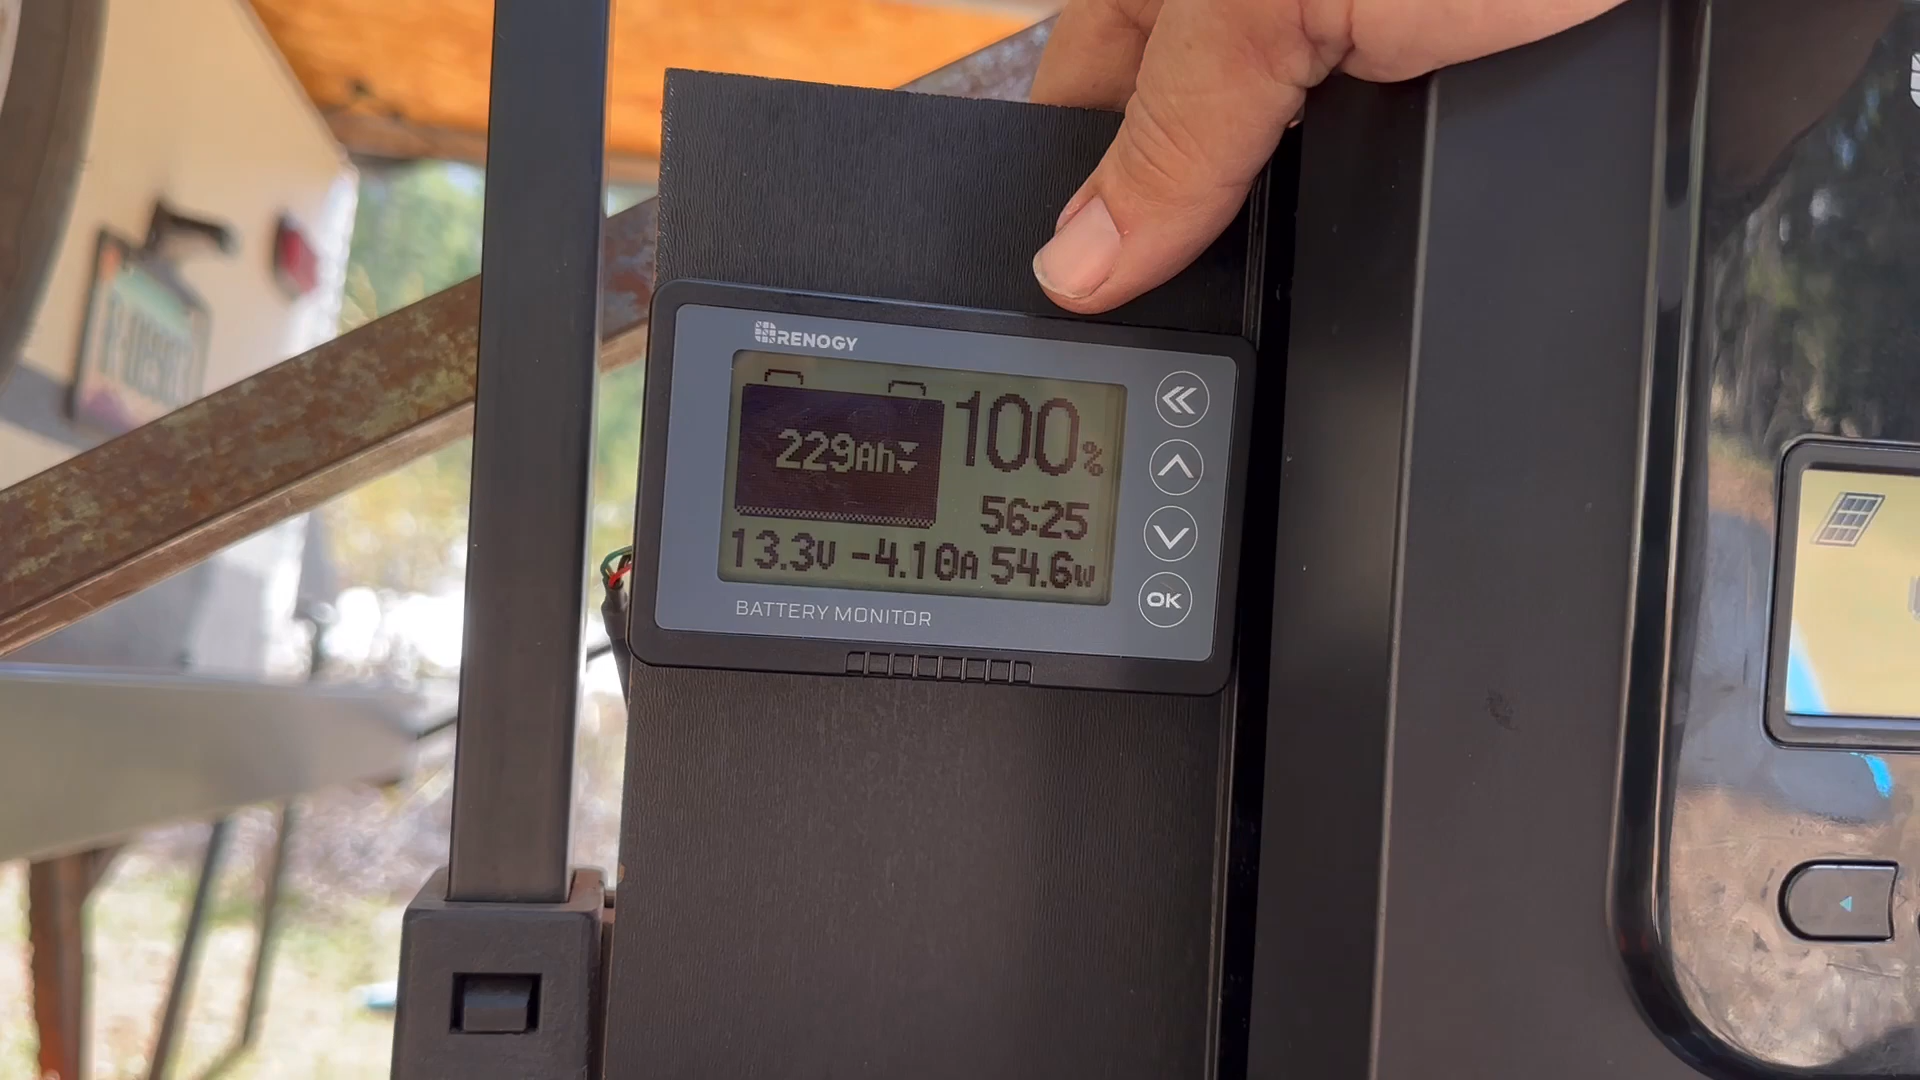 RENOGY
229Ah
100%
56:25
13.3V -4.10A 54.6W
BATTERY MONITOR
OK